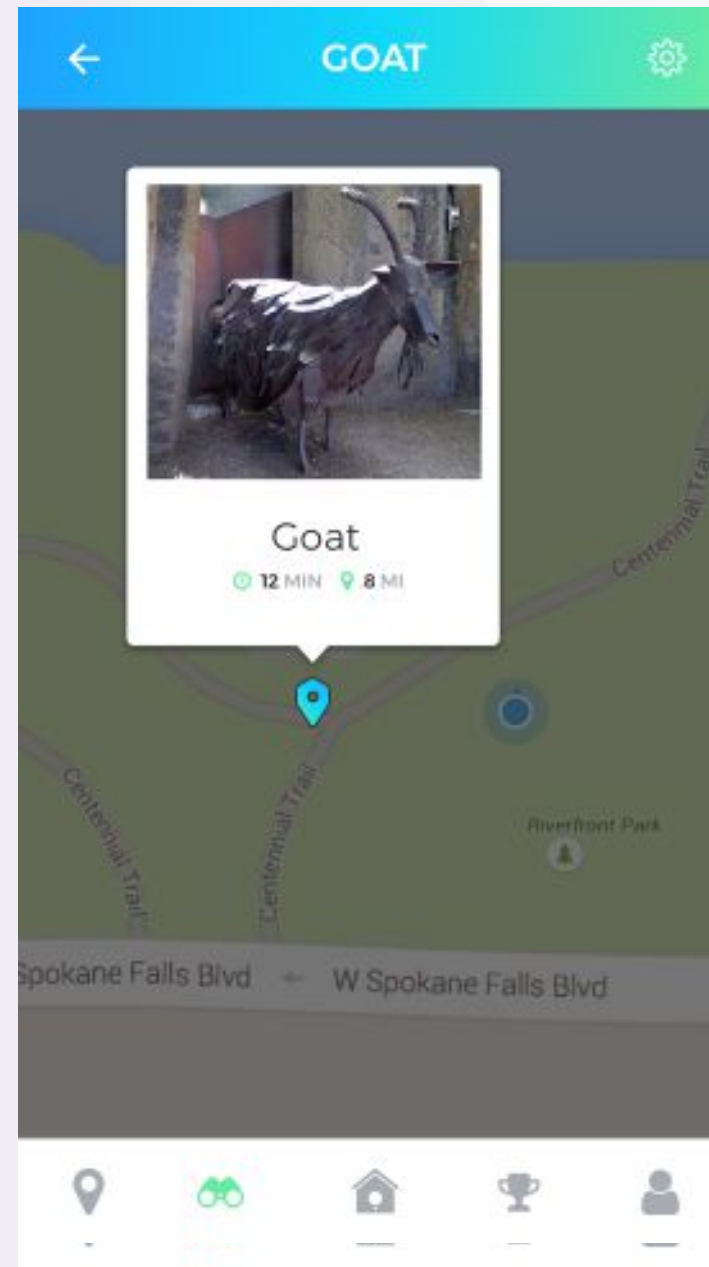 GOAT
Goat
12 MIN 8 MI
Centennial Trail
Centennial Trail
Centennial Trail
Riverfront Park
Spokane Falls Blvd ← W Spokane Falls Blvd